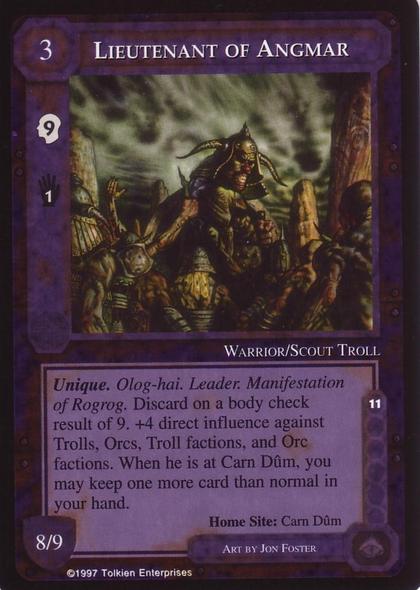 3
LIEUTENANT OF ANGMAR
9
1
WARRIOR/SCOUT TROLL
Unique. Olog-hai. Leader. Manifestation
of Rogrog. Discard on a body check
result of 9. +4 direct influence against
Trolls, Orcs, Troll factions, and Orc
factions. When he is at Carn Dûm, you
may keep one more card than normal in
your hand.
11
Home Site: Carn Dûm
8/9
ART BY JON FOSTER
©1997 Tolkien Enterprises